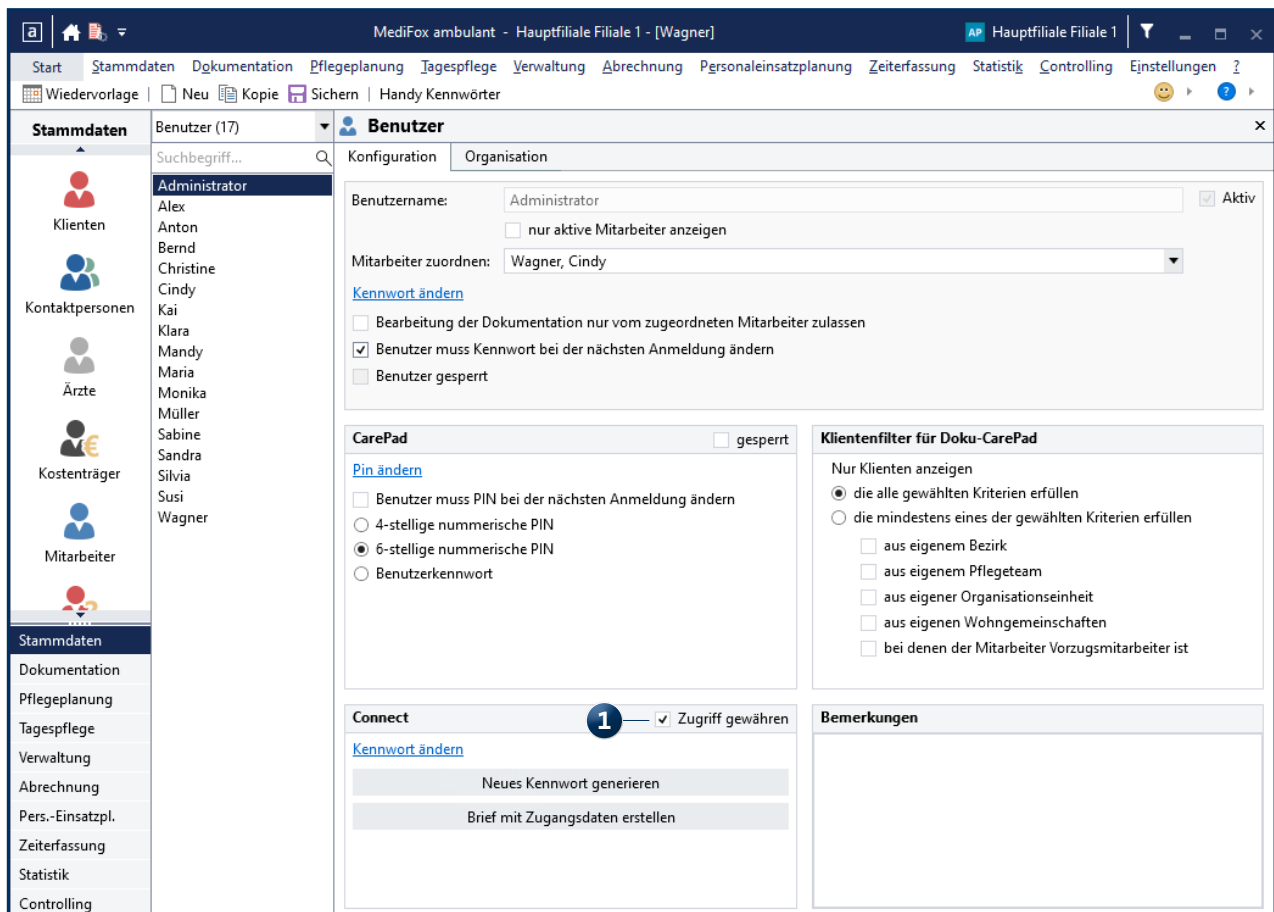 a
MediFox ambulant - Hauptfiliale Filiale 1 - [Wagner]
AP Hauptfiliale Filiale 1
Start Stammdaten Dokumentation Pflegeplanung Tagespflege Verwaltung Abrechnung Personaleinsatzplanung Zeiterfassung Statistik Controlling Einstellungen ?
Wiedervorlage | Neu Kopie Sichern | Handy Kennwörter
?
Stammdaten
Klienten
Kontaktpersonen
Ärzte
Kostenträger
Mitarbeiter
Stammdaten
Dokumentation
Pflegeplanung
Tagespflege
Verwaltung
Abrechnung
Pers.-Einsatzpl.
Zeiterfassung
Statistik
Controlling
Benutzer (17)
Suchbegriff...
Administrator
Alex
Anton
Bernd
Christine
Cindy
Kai
Klara
Mandy
Maria
Monika
Müller
Sabine
Sandra
Silvia
Susi
Wagner
Benutzer
Konfiguration Organisation
Benutzername: Administrator Aktiv
nur aktive Mitarbeiter anzeigen
Mitarbeiter zuordnen: Wagner, Cindy
Kennwort ändern
Bearbeitung der Dokumentation nur vom zugeordneten Mitarbeiter zulassen
Benutzer muss Kennwort bei der nächsten Anmeldung ändern
Benutzer gesperrt
CarePad gesperrt
Pin ändern
Benutzer muss PIN bei der nächsten Anmeldung ändern
4-stellige nummerische PIN
6-stellige nummerische PIN
Benutzerkennwort
Klientenfilter für Doku-CarePad
Nur Klienten anzeigen
die alle gewählten Kriterien erfüllen
die mindestens eines der gewählten Kriterien erfüllen
aus eigenem Bezirk
aus eigenem Pflegeteam
aus eigener Organisationseinheit
aus eigenen Wohngemeinschaften
bei denen der Mitarbeiter Vorzugsmitarbeiter ist
Connect 1 Zugriff gewähren
Kennwort ändern
Neues Kennwort generieren
Brief mit Zugangsdaten erstellen
Bemerkungen